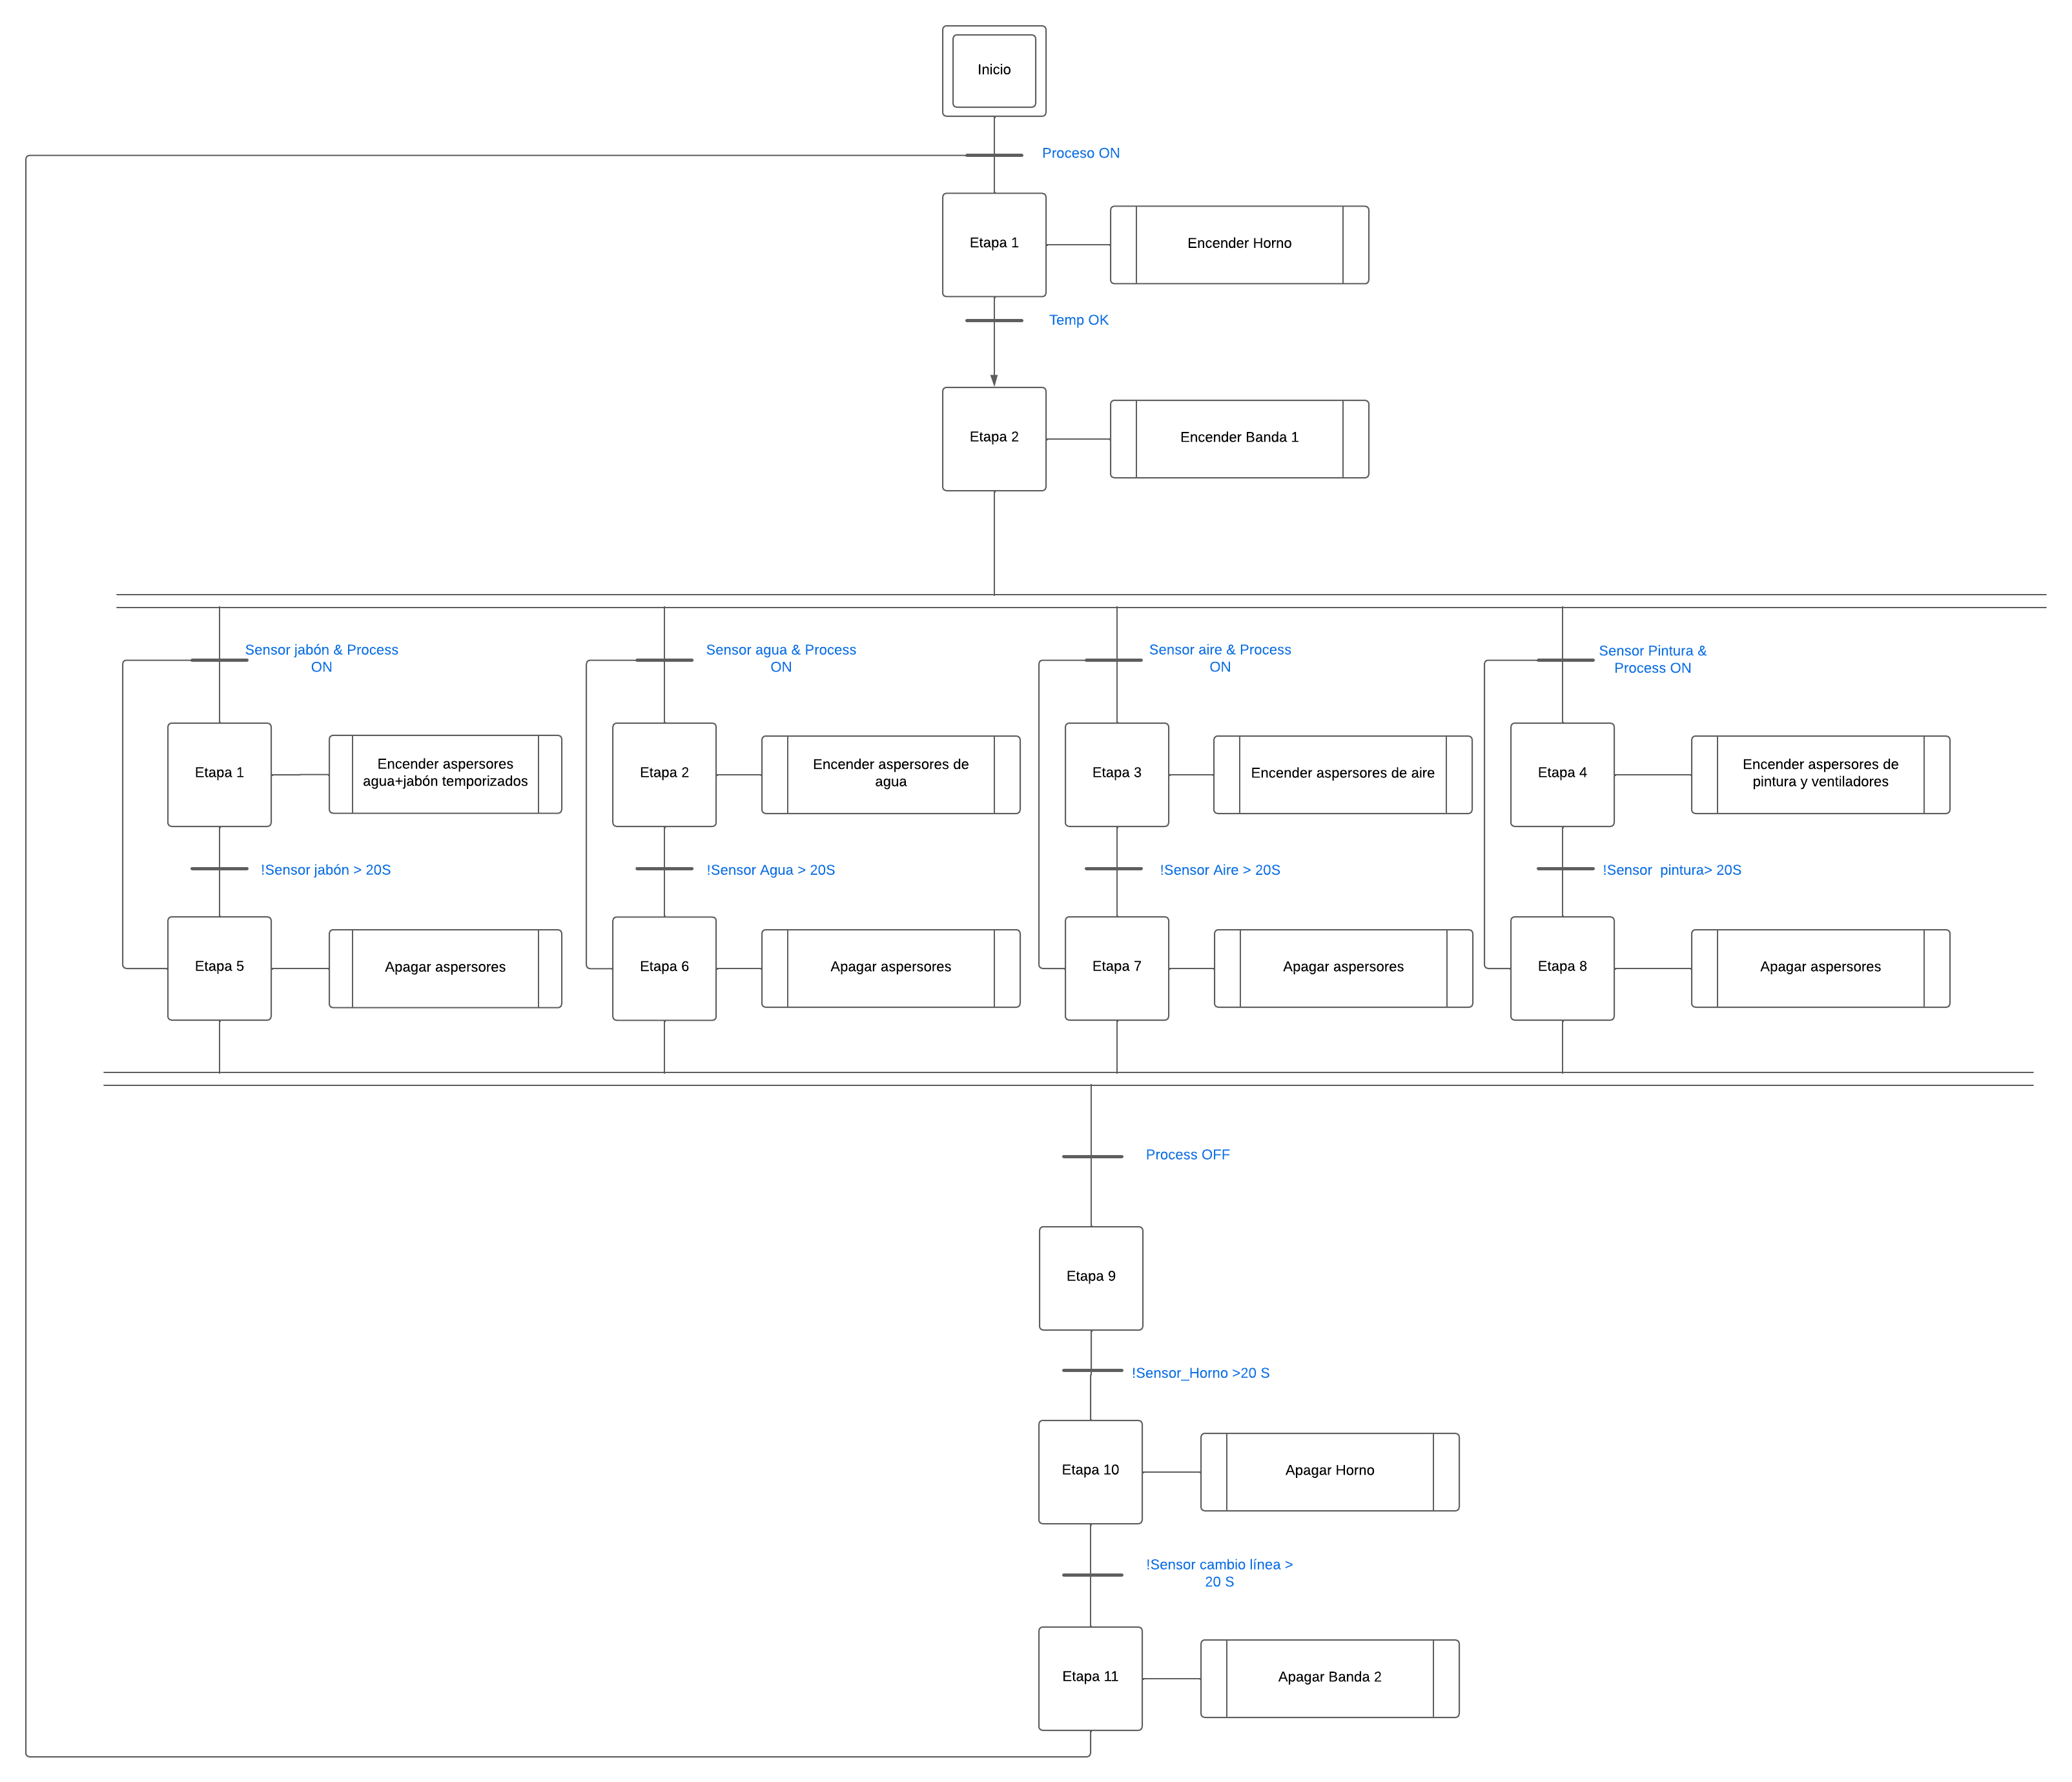 Inicio
Proceso ON
Etapa 1
Encender Horno
Temp OK
Etapa 2
Encender Banda 1
Sensor jabón & Process
ON
Sensor agua & Process
ON
Sensor aire & Process
ON
Sensor Pintura &
Process ON
Etapa 1
Encender aspersores
agua+jabón temporizados
Etapa 2
Encender aspersores de
agua
Etapa 3
Encender aspersores de aire
Etapa 4
Encender aspersores de
pintura y ventiladores
!Sensor jabón > 20S
!Sensor Agua > 20S
!Sensor Aire > 20S
!Sensor  pintura> 20S
Etapa 5
Apagar aspersores
Etapa 6
Apagar aspersores
Etapa 7
Apagar aspersores
Etapa 8
Apagar aspersores
Process OFF
Etapa 9
!Sensor_Horno >20 S
Etapa 10
Apagar Horno
!Sensor cambio línea >
20 S
Etapa 11
Apagar Banda 2